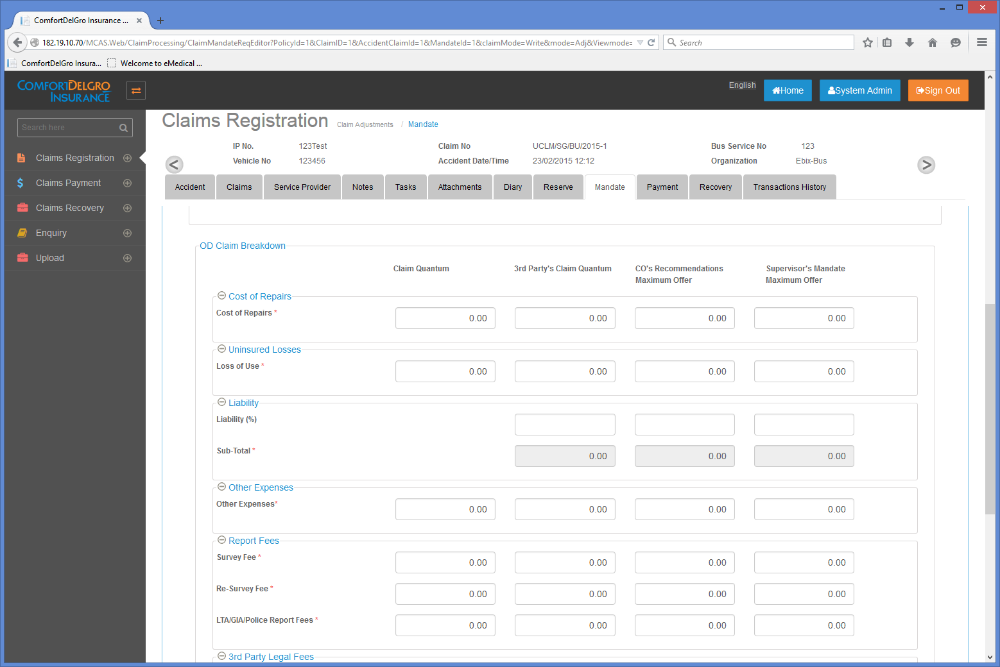 ComfortDelGro Insurance ...
182.19.10.70/MCAS.Web/ClaimProcessing/ClaimMandateReqEditor?PolicyId=1&ClaimID=1&AccidentClaimId=1&MandateId=1&claimMode=Write&mode=Adj&Viewmode=
Search
ComfortDelGro Insura... Welcome to eMedical ...
COMFORTDELGRO
INSURANCE
English
Home
System Admin
Sign Out
Search here
Claims Registration
Claims Payment
Claims Recovery
Enquiry
Upload
Claims Registration Claim Adjustments / Mandate
IP No. 123Test Claim No UCLM/SG/BU/2015-1 Bus Service No 123
Vehicle No 123456 Accident Date/Time 23/02/2015 12:12 Organization Ebix-Bus
Accident Claims Service Provider Notes Tasks Attachments Diary Reserve Mandate Payment Recovery Transactions History
OD Claim Breakdown
Claim Quantum 3rd Party's Claim Quantum CO's Recommendations Supervisor's Mandate
Maximum Offer Maximum Offer
Cost of Repairs
Cost of Repairs * 0.00 0.00 0.00 0.00
Uninsured Losses
Loss of Use * 0.00 0.00 0.00 0.00
Liability
Liability (%)
Sub-Total * 0.00 0.00 0.00
Other Expenses
Other Expenses* 0.00 0.00 0.00 0.00
Report Fees
Survey Fee * 0.00 0.00 0.00 0.00
Re-Survey Fee * 0.00 0.00 0.00 0.00
LTA/GIA/Police Report Fees * 0.00 0.00 0.00 0.00
3rd Party Legal Fees